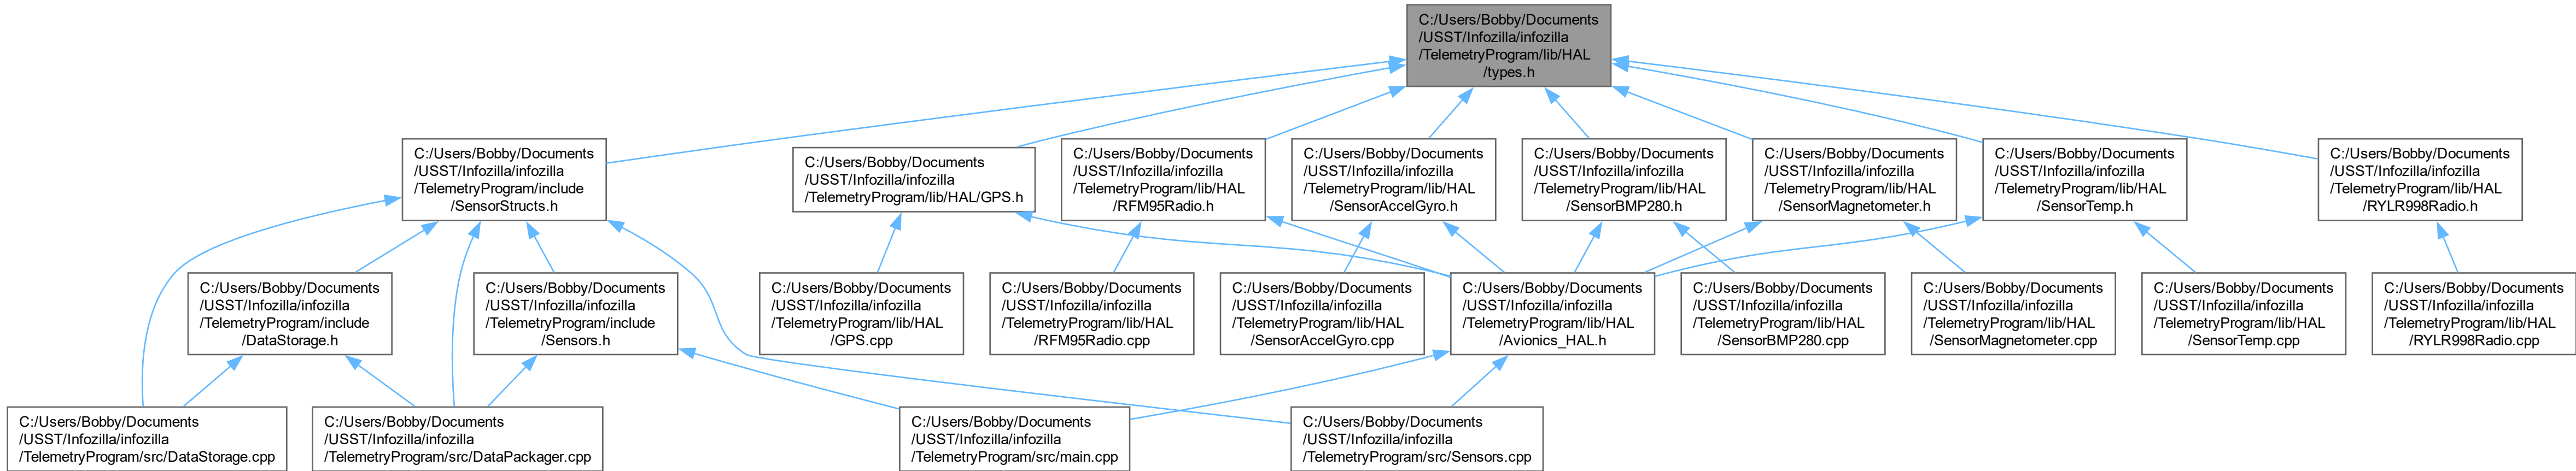 C:/Users/Bobby/Documents
/USST/Infozilla/infozilla
/TelemetryProgram/lib/HAL
/types.h
C:/Users/Bobby/Documents
/USST/Infozilla/infozilla
/TelemetryProgram/include
/SensorStructs.h
C:/Users/Bobby/Documents
/USST/Infozilla/infozilla
/TelemetryProgram/lib/HAL/GPS.h
C:/Users/Bobby/Documents
/USST/Infozilla/infozilla
/TelemetryProgram/lib/HAL
/RFM95Radio.h
C:/Users/Bobby/Documents
/USST/Infozilla/infozilla
/TelemetryProgram/lib/HAL
/SensorAccelGyro.h
C:/Users/Bobby/Documents
/USST/Infozilla/infozilla
/TelemetryProgram/lib/HAL
/SensorBMP280.h
C:/Users/Bobby/Documents
/USST/Infozilla/infozilla
/TelemetryProgram/lib/HAL
/SensorMagnetometer.h
C:/Users/Bobby/Documents
/USST/Infozilla/infozilla
/TelemetryProgram/lib/HAL
/SensorTemp.h
C:/Users/Bobby/Documents
/USST/Infozilla/infozilla
/TelemetryProgram/lib/HAL
/RYLR998Radio.h
C:/Users/Bobby/Documents
/USST/Infozilla/infozilla
/TelemetryProgram/include
/DataStorage.h
C:/Users/Bobby/Documents
/USST/Infozilla/infozilla
/TelemetryProgram/include
/Sensors.h
C:/Users/Bobby/Documents
/USST/Infozilla/infozilla
/TelemetryProgram/lib/HAL
/GPS.cpp
C:/Users/Bobby/Documents
/USST/Infozilla/infozilla
/TelemetryProgram/lib/HAL
/RFM95Radio.cpp
C:/Users/Bobby/Documents
/USST/Infozilla/infozilla
/TelemetryProgram/lib/HAL
/SensorAccelGyro.cpp
C:/Users/Bobby/Documents
/USST/Infozilla/infozilla
/TelemetryProgram/lib/HAL
/Avionics_HAL.h
C:/Users/Bobby/Documents
/USST/Infozilla/infozilla
/TelemetryProgram/lib/HAL
/SensorBMP280.cpp
C:/Users/Bobby/Documents
/USST/Infozilla/infozilla
/TelemetryProgram/lib/HAL
/SensorMagnetometer.cpp
C:/Users/Bobby/Documents
/USST/Infozilla/infozilla
/TelemetryProgram/lib/HAL
/SensorTemp.cpp
C:/Users/Bobby/Documents
/USST/Infozilla/infozilla
/TelemetryProgram/lib/HAL
/RYLR998Radio.cpp
C:/Users/Bobby/Documents
/USST/Infozilla/infozilla
/TelemetryProgram/src/DataStorage.cpp
C:/Users/Bobby/Documents
/USST/Infozilla/infozilla
/TelemetryProgram/src/DataPackager.cpp
C:/Users/Bobby/Documents
/USST/Infozilla/infozilla
/TelemetryProgram/src/main.cpp
C:/Users/Bobby/Documents
/USST/Infozilla/infozilla
/TelemetryProgram/src/Sensors.cpp